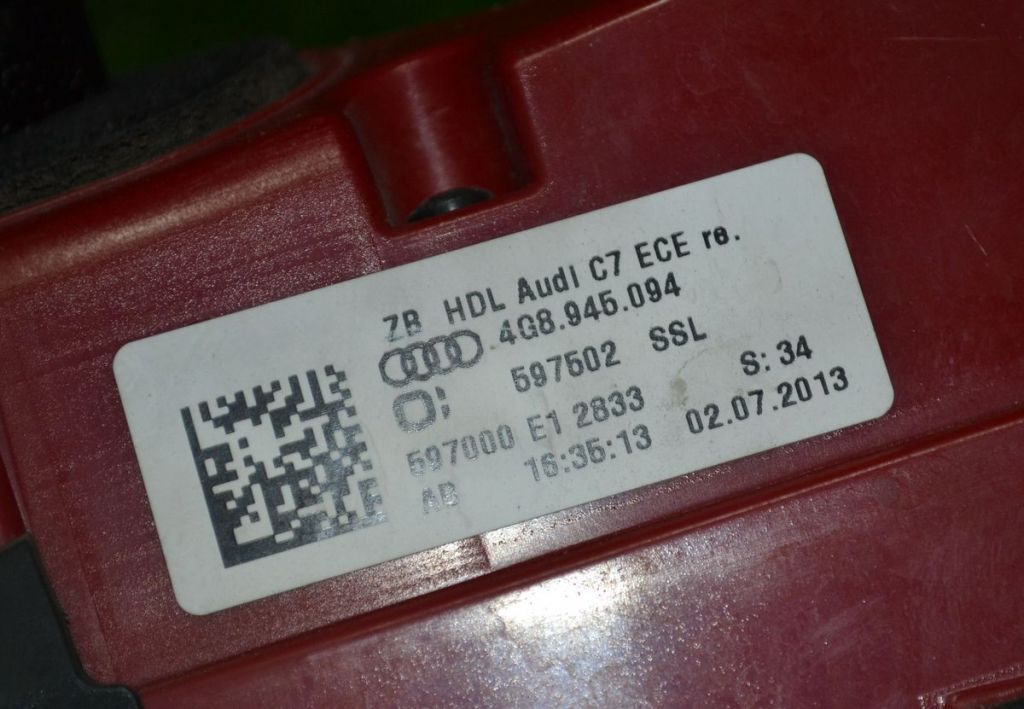 ZB HDL Audi C7 ECE re.
4G8.945.094
597502 SSL
597000 E1 2833 S: 34
AB 16:35:13 02.07.2013